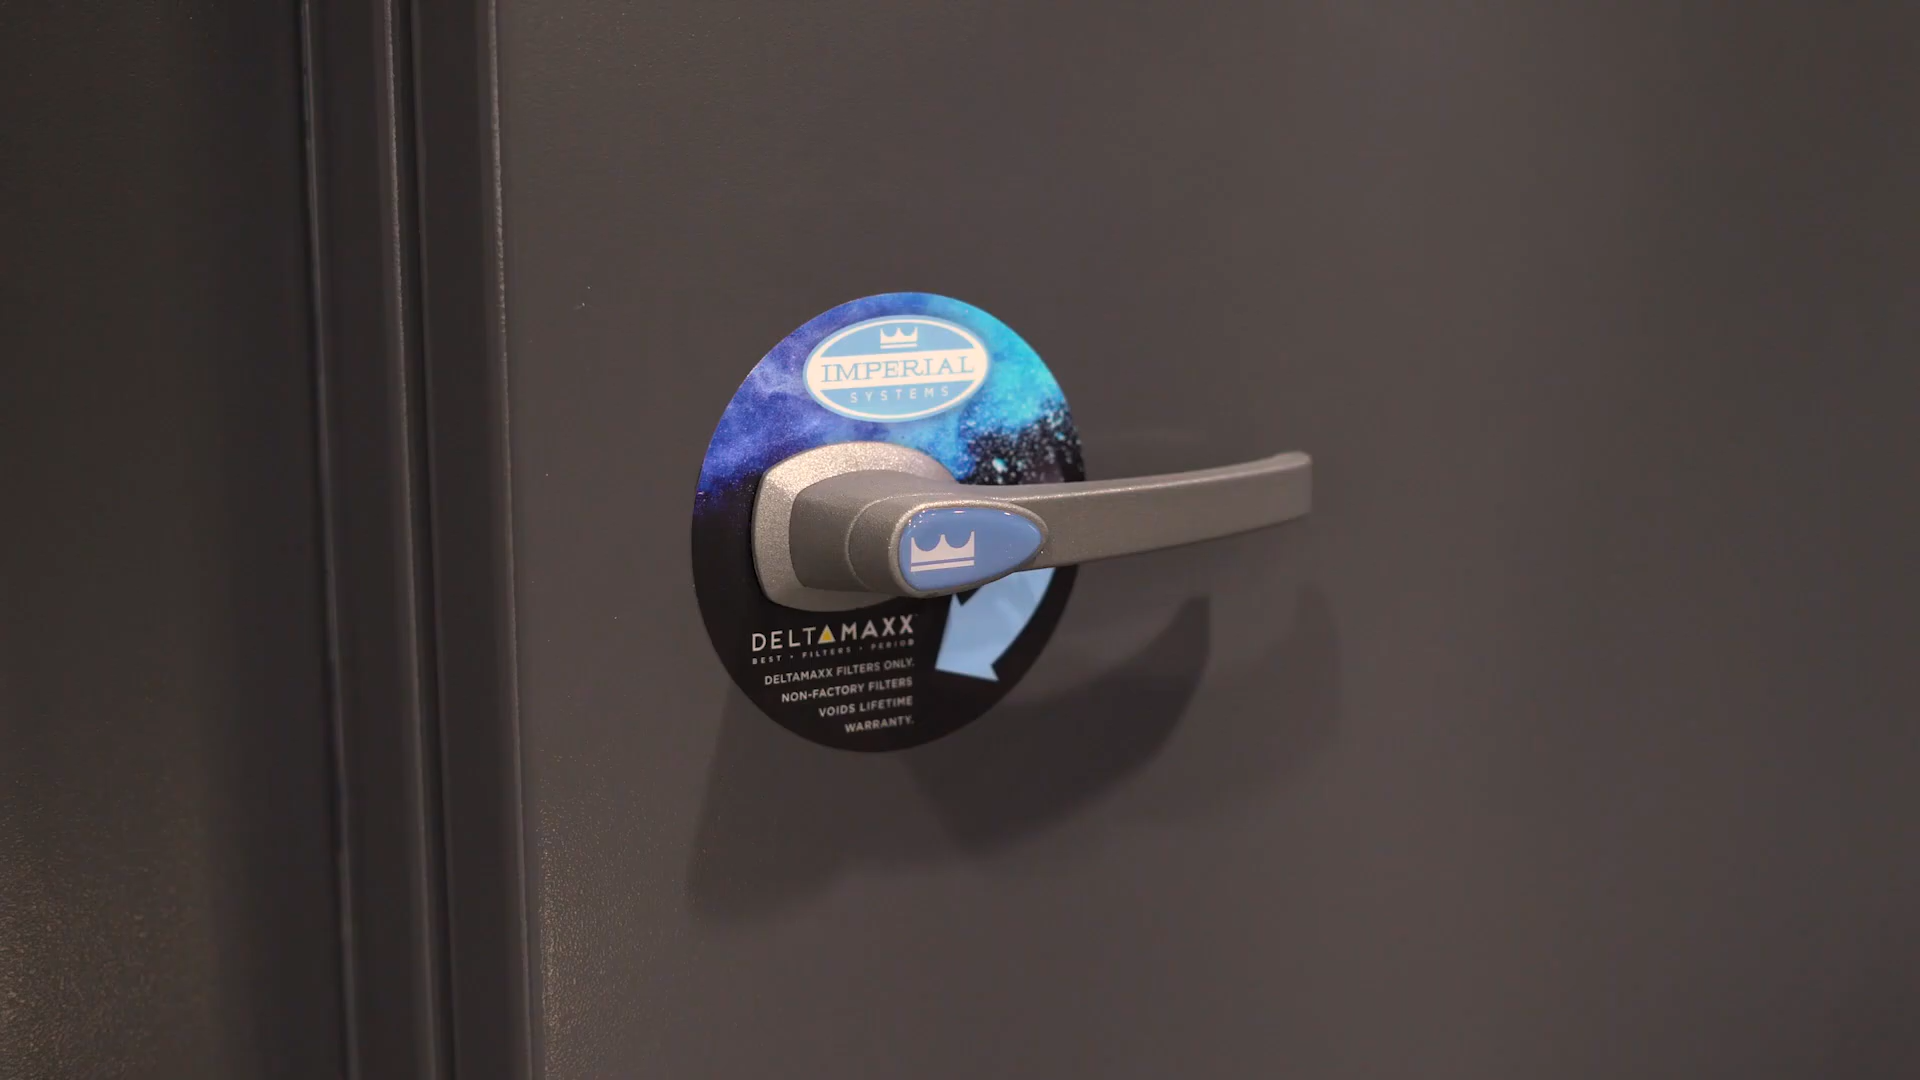 IMPERIAL
SYSTEMS
DELTAMAXX
BEST • FILTERS • PERIOD
DELTAMAXX FILTERS ONLY.
NON-FACTORY FILTERS
VOIDS LIFETIME
WARRANTY.